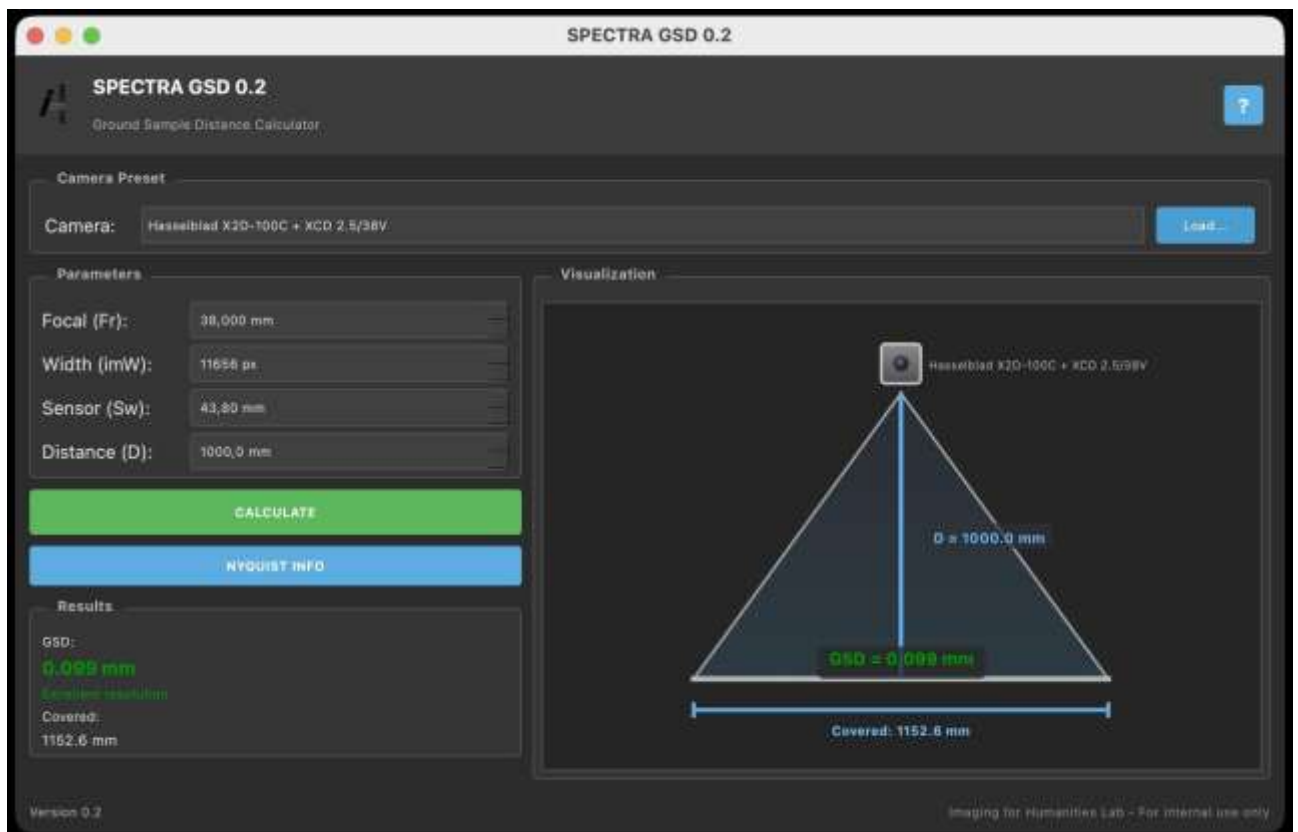 SPECTRA GSD 0.2
SPECTRA GSD 0.2
Ground Sample Distance Calculator
?
Camera Preset
Camera: Hasselblad X2D-100C + XCD 2.5/38V Load...
Parameters
Focal (Fr): 38,000 mm
Width (imW): 11656 px
Sensor (Sw): 43,80 mm
Distance (D): 1000,0 mm
CALCULATE
NYQUIST INFO
Results
GSD:
0.099 mm
Excellent resolution
Covered:
1152.6 mm
Visualization
Hasselblad X2D-100C + XCD 2.5/38V
D = 1000.0 mm
GSD = 0.099 mm
Covered: 1152.6 mm
Version 0.2
Imaging for Humanities Lab - For internal use only